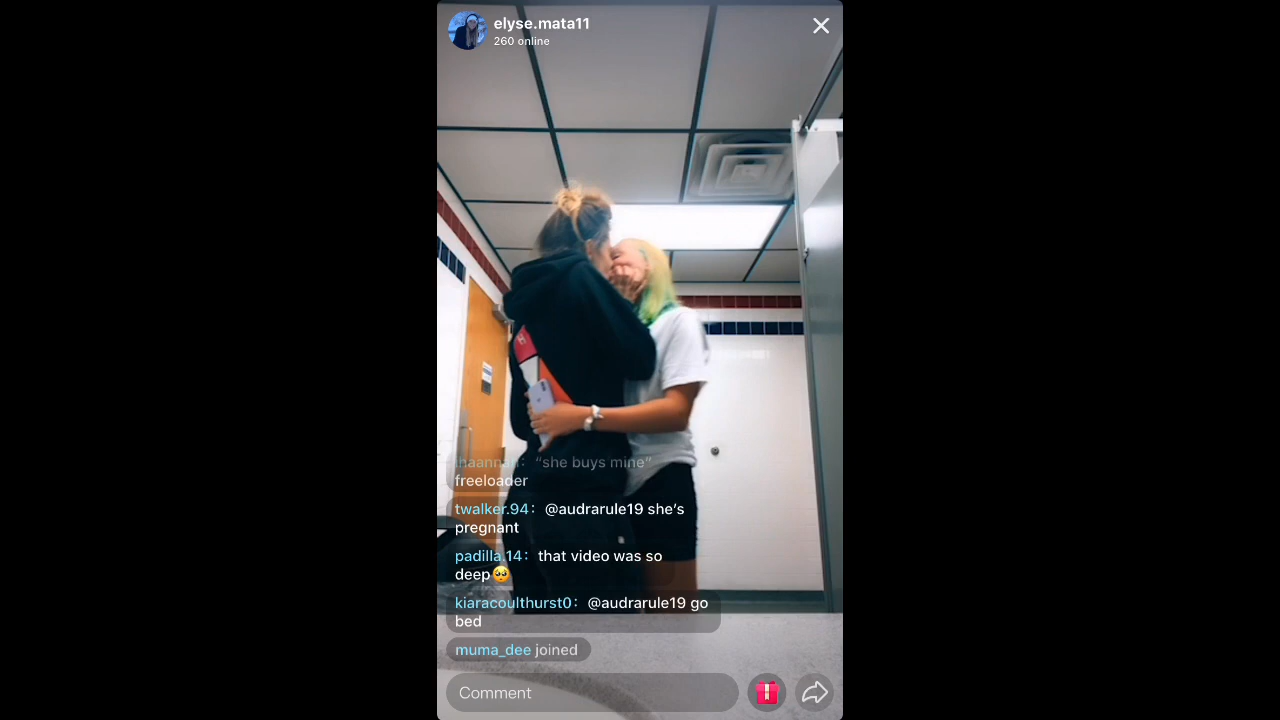 elyse.mata11
260 online
ihaannah: “she buys mine”
freeloader
twalker.94: @audrarule19 she’s
pregnant
padilla.14: that video was so
deep🥺
kiaracoulthurst0: @audrarule19 go
bed
muma_dee joined
Comment